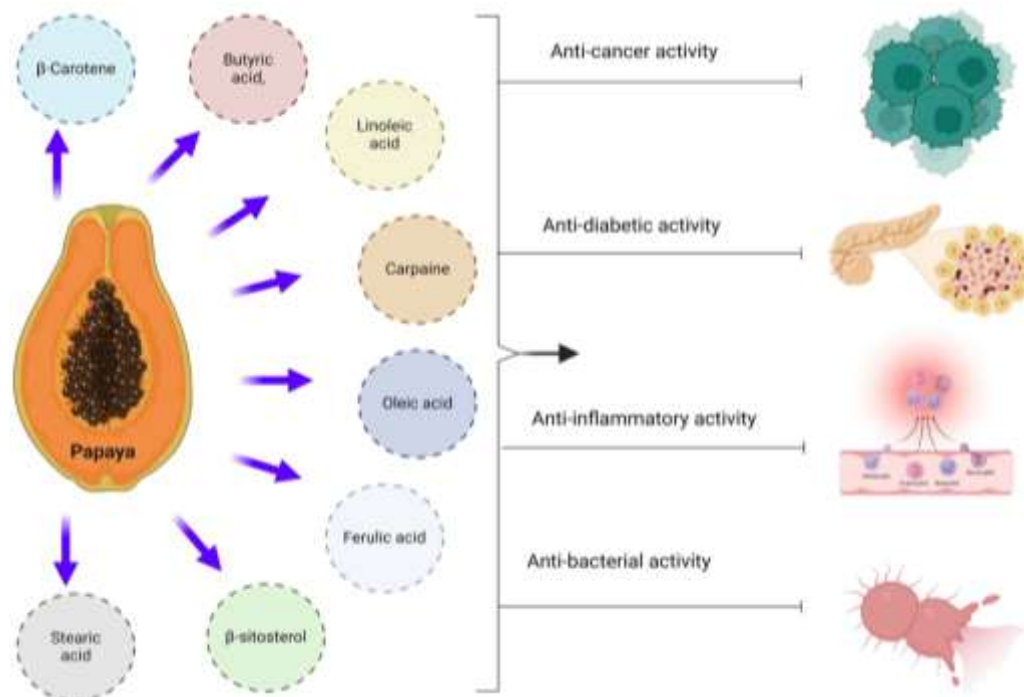 β-Carotene
Butyric
acid,
Linoleic
acid
Carpaine
Oleic acid
Ferulic acid
β-sitosterol
Stearic
acid
Papaya
Anti-cancer activity
Anti-diabetic activity
Anti-inflammatory activity
Anti-bacterial activity